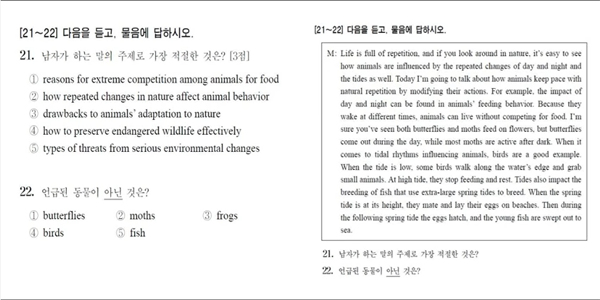 [21~22] 다음을 듣고, 물음에 답하시오.
21. 남자가 하는 말의 주제로 가장 적절한 것은? [3점]
① reasons for extreme competition among animals for food
② how repeated changes in nature affect animal behavior
③ drawbacks to animals' adaptation to nature
④ how to preserve endangered wildlife effectively
⑤ types of threats from serious environmental changes
22. 언급된 동물이 아닌 것은?
① butterflies ② moths ③ frogs
④ birds ⑤ fish
[21~22] 다음을 듣고, 물음에 답하시오.
M: Life is full of repetition, and if you look around in nature, it's easy to see
how animals are influenced by the repeated changes of day and night and
the tides as well. Today I'm going to talk about how animals keep pace with
natural repetition by modifying their actions. For example, the impact of
day and night can be found in animals' feeding behavior. Because they
wake at different times, animals can live without competing for food. I'm
sure you've seen both butterflies and moths feed on flowers, but butterflies
come out during the day, while most moths are active after dark. When it
comes to tidal rhythms influencing animals, birds are a good example.
When the tide is low, some birds walk along the water's edge and grab
small animals. At high tide, they stop feeding and rest. Tides also impact the
breeding of fish that use extra-large spring tides to breed. When the spring
tide is at its height, they mate and lay their eggs on beaches. Then during
the following spring tide the eggs hatch, and the young fish are swept out to
sea.
21. 남자가 하는 말의 주제로 가장 적절한 것은?
22. 언급된 동물이 아닌 것은?